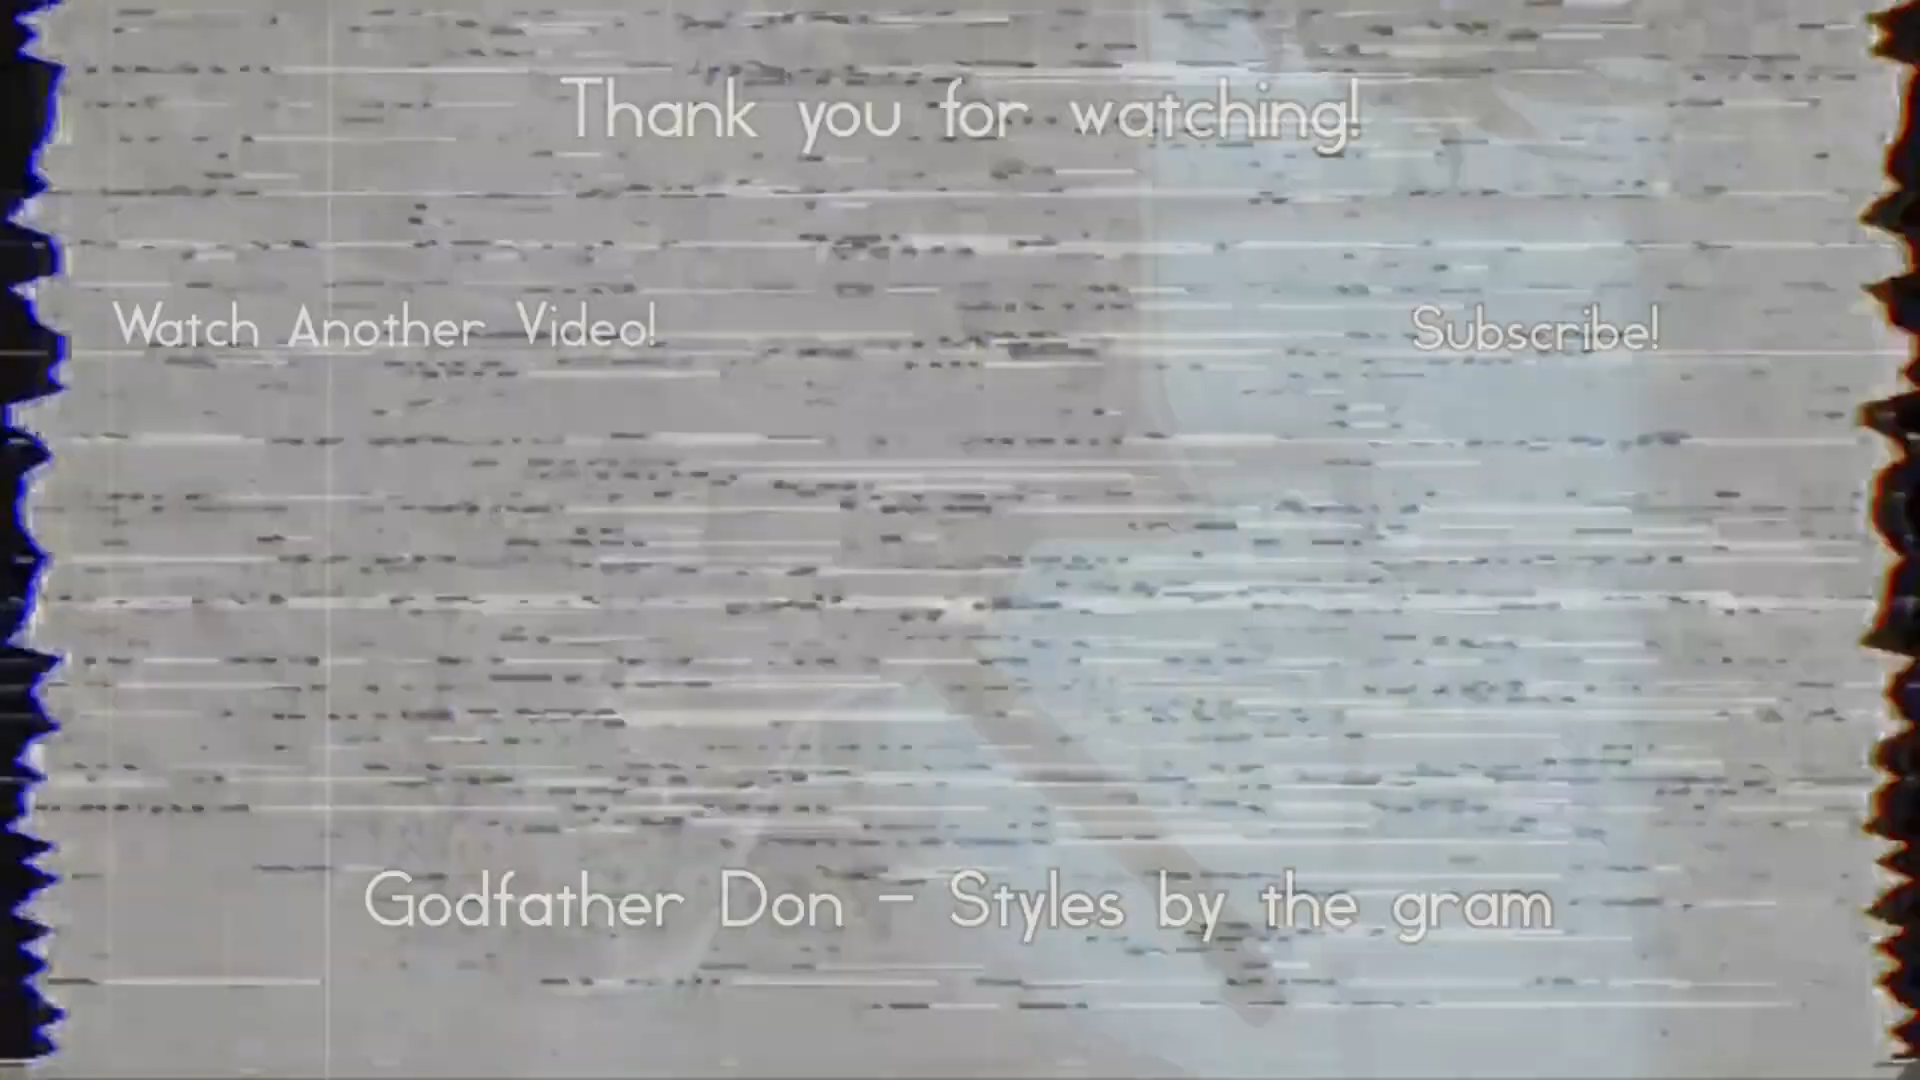 Thank you for watching!
Watch Another Video!
Subscribe!
Godfather Don - Styles by the gram